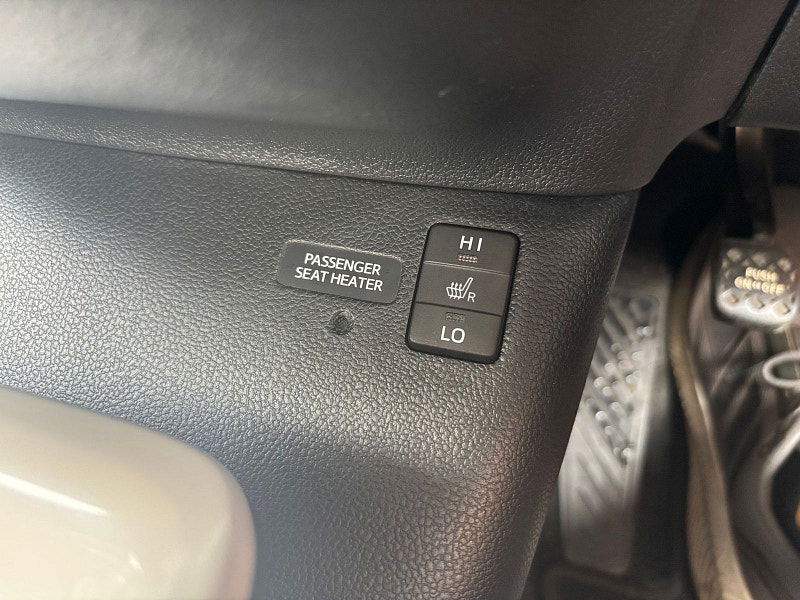 PASSENGER
SEAT HEATER
HI
R
LO
PUSH
ON OFF